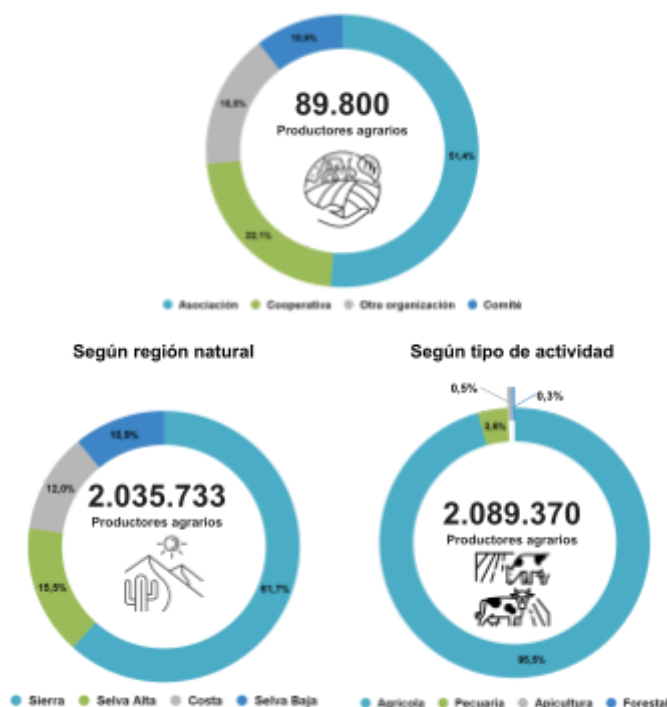 10,6%
89.800
Productores agrarios
16,0%
51,4%
22,1%
Asociación Cooperativa Otra organización Comité
Según región natural
Según tipo de actividad
0,5%
0,3%
10,9%
3,6%
12,0%
2.035.733
Productores agrarios
2.089.370
Productores agrarios
15,5%
61,7%
95,5%
Sierra Selva Alta Costa Selva Baja
Agrícola Pecuaria Apicultura Forestal